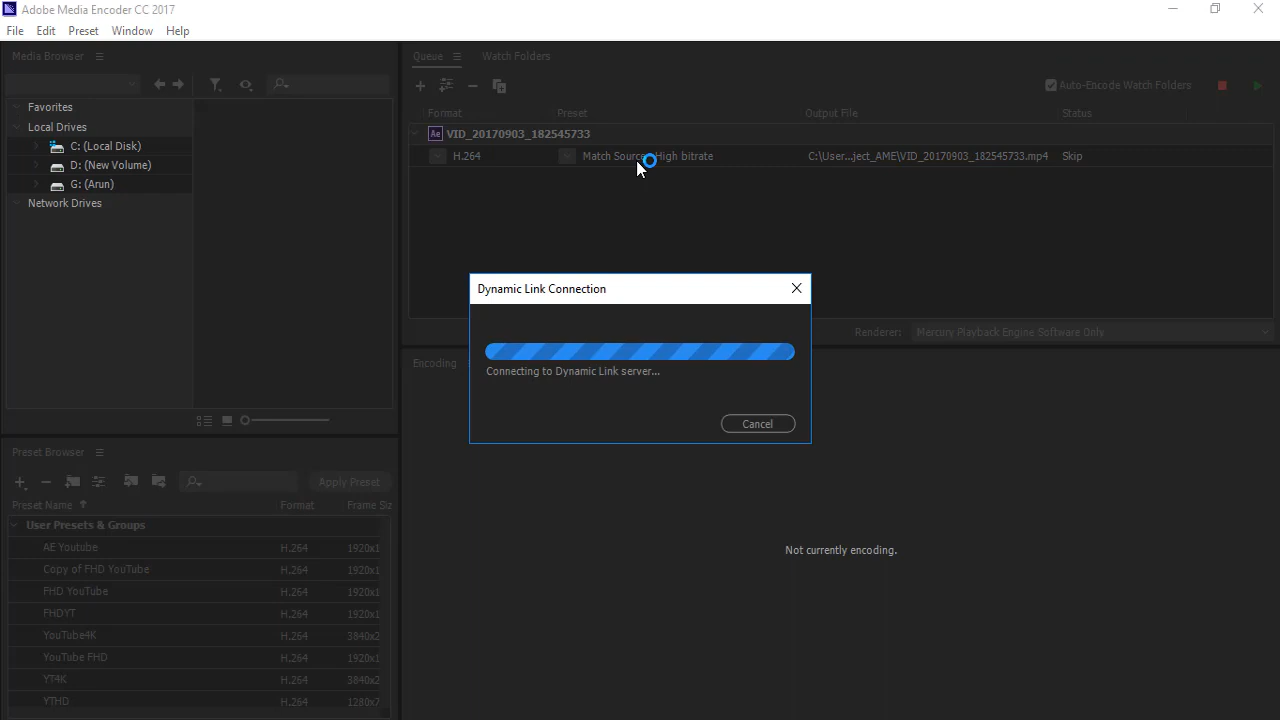 Adobe Media Encoder CC 2017
File Edit Preset Window Help
Media Browser
Favorites
Local Drives
C: (Local Disk)
D: (New Volume)
G: (Arun)
Network Drives
Queue Watch Folders
Auto-Encode Watch Folders
Format Preset Output File Status
Ae VID_20170903_182545733
H.264 Match Source High bitrate C:\User...ject_AME\VID_20170903_182545733.mp4 Skip
Renderer: Mercury Playback Engine Software Only
Dynamic Link Connection
Connecting to Dynamic Link server...
Cancel
Encoding
Not currently encoding.
Preset Browser
Apply Preset
Preset Name Format Frame Siz
User Presets & Groups
AE Youtube H.264 1920x1
Copy of FHD YouTube H.264 1920x1
FHD YouTube H.264 1920x1
FHDYT H.264 1920x1
YouTube4K H.264 3840x2
YouTube FHD H.264 1920x1
YT4K H.264 3840x2
YTHD H.264 1280x7